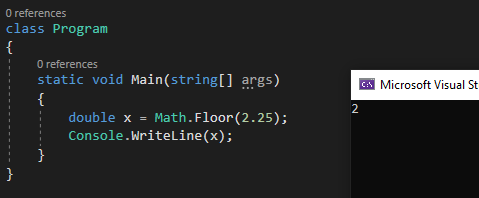 0 references
class Program
{
0 references
static void Main(string[] args)
{
double x = Math.Floor(2.25);
Console.WriteLine(x);
}
}
C:\ Microsoft Visual St
2